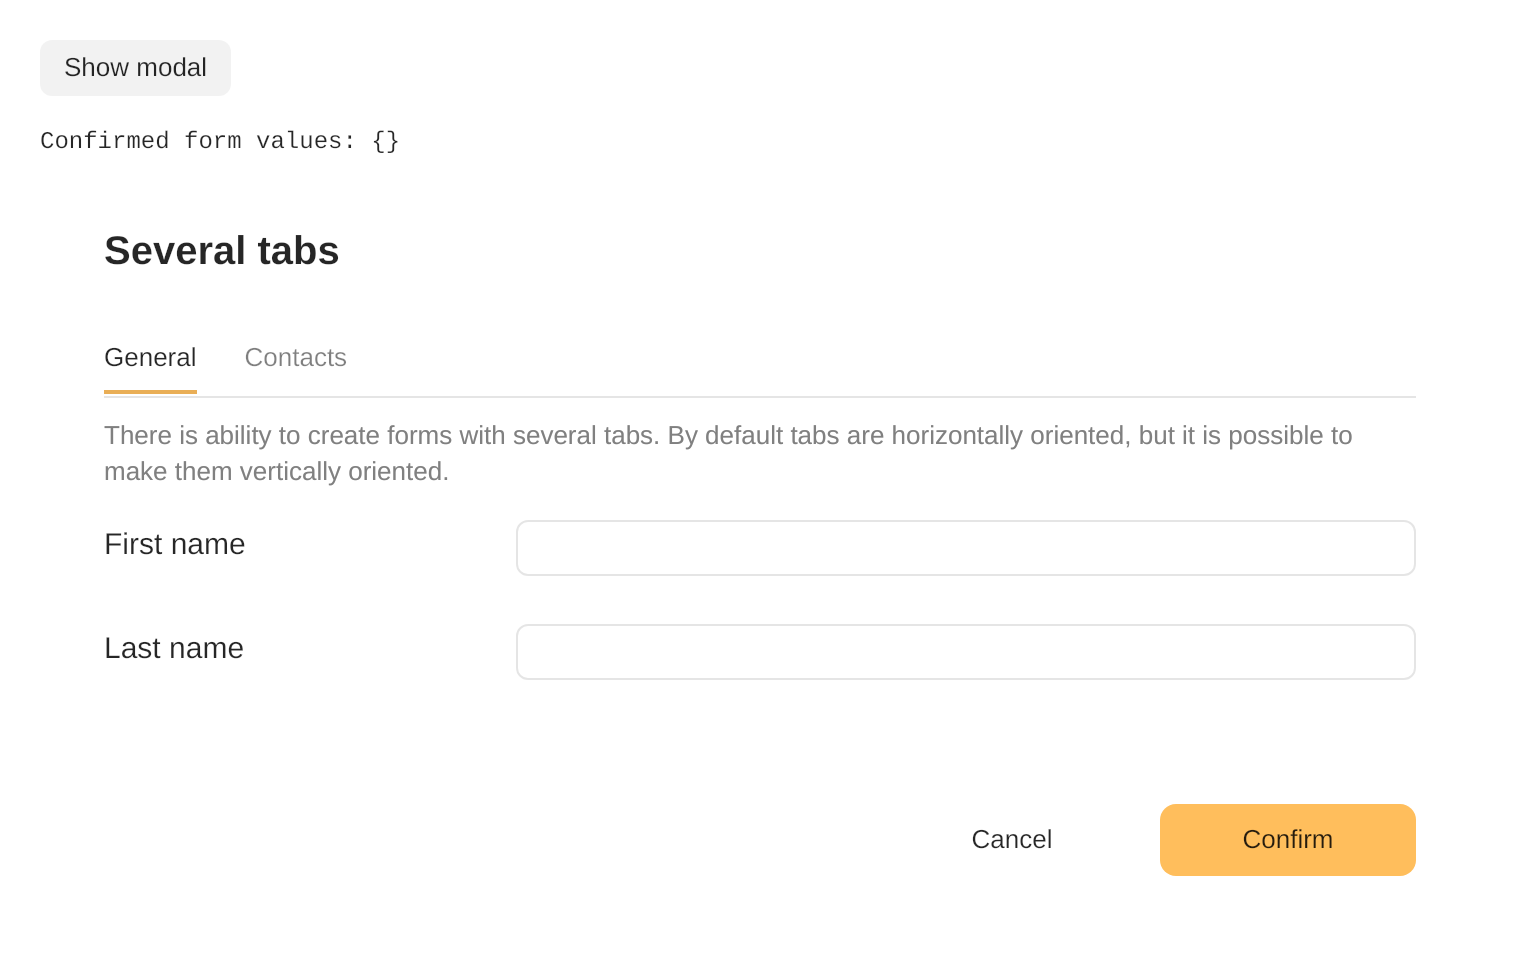 Show modal
Confirmed form values: {}
Several tabs
General Contacts
There is ability to create forms with several tabs. By default tabs are horizontally oriented, but it is possible to
make them vertically oriented.
First name
Last name
Cancel Confirm